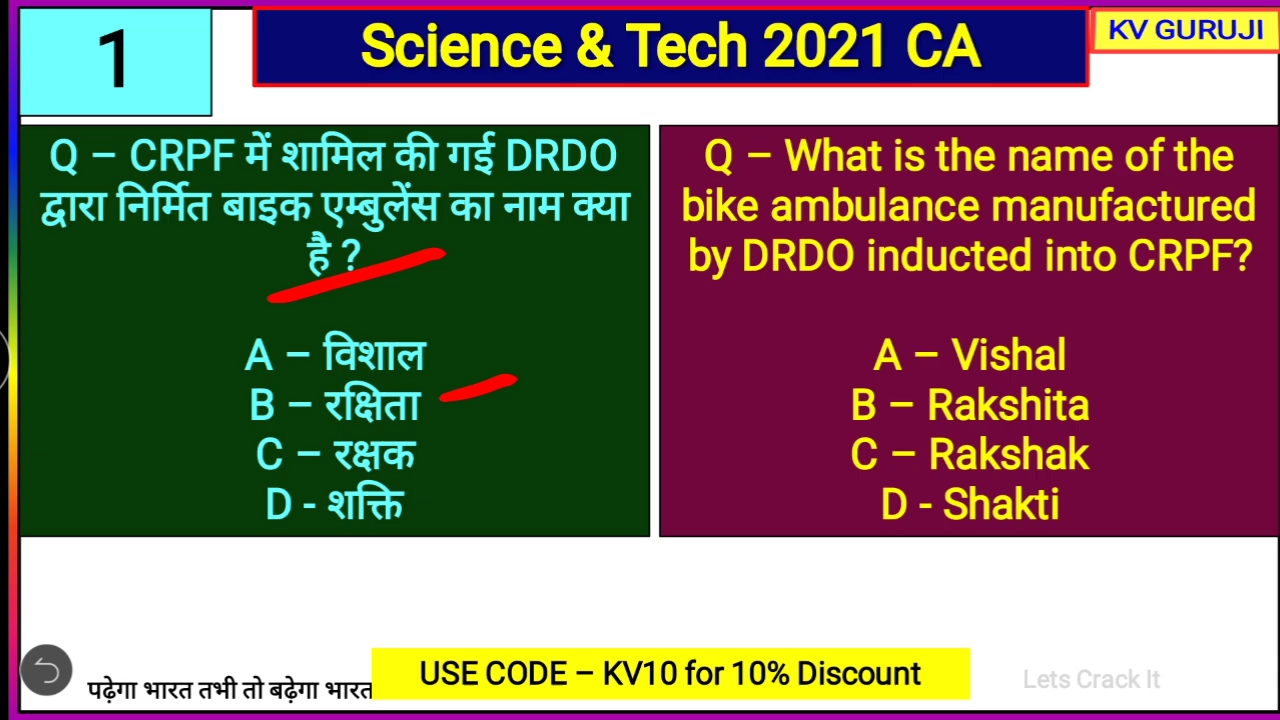 1
Science & Tech 2021 CA
KV GURUJI
Q – CRPF में शामिल की गई DRDO
द्वारा निर्मित बाइक एम्बुलेंस का नाम क्या
है ?
A – विशाल
B – रक्षिता
C – रक्षक
D - शक्ति
Q – What is the name of the
bike ambulance manufactured
by DRDO inducted into CRPF?
A – Vishal
B – Rakshita
C – Rakshak
D - Shakti
पढ़ेगा भारत तभी तो बढ़ेगा भारत
USE CODE – KV10 for 10% Discount
Lets Crack It